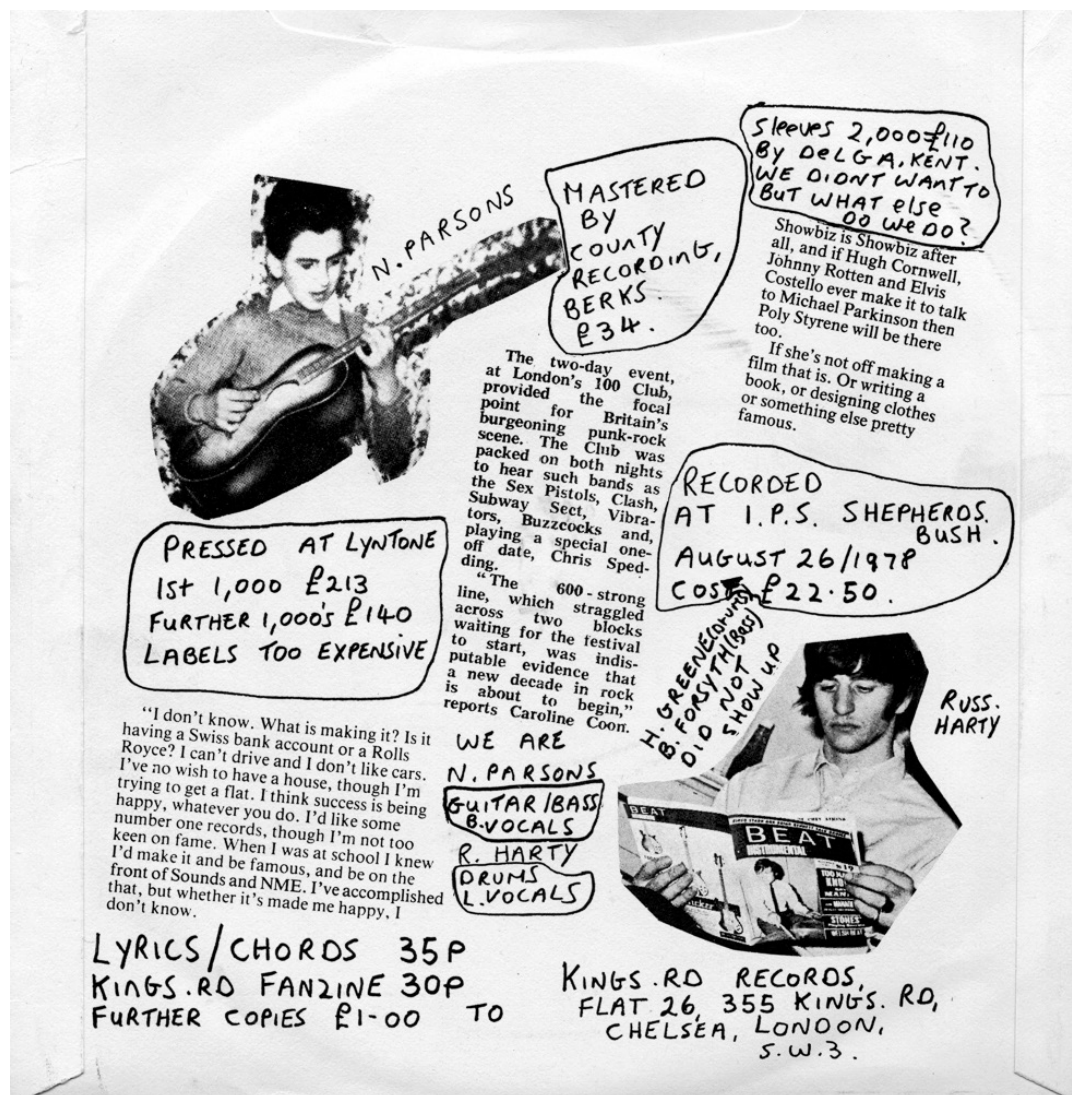 Sleeves 2,000 £110
BY DELGA, KENT.
WE DIDNT WANT TO
BUT WHAT else
DO WE DO?
N. PARSONS
MASTERED
BY
COUNTY
RECORDING,
BERKS.
£34.
Showbiz is Showbiz after
all, and if Hugh Cornwell,
Johnny Rotten and Elvis
Costello ever make it to talk
to Michael Parkinson then
Poly Styrene will be there
too.
If she's not off making a
film that is. Or writing a
book, or designing clothes
or something else pretty
famous.
The two-day event,
at London's 100 Club,
provided the focal
point for Britain's
burgeoning punk-rock
scene. The Club was
packed on both nights
to hear such bands as
the Sex Pistols, Clash,
Subway Sect, Vibra-
tors, Buzzcocks and,
playing a special one-
off date, Chris Sped-
ding.
"The 600-strong
line, which straggled
across two blocks
waiting for the festival
to start, was indis-
putable evidence that
a new decade in rock
is about to begin,"
reports Caroline Coon.
RECORDED
AT I.P.S. SHEPHERDS.
BUSH.
AUGUST 26/1978
COST £22.50.
PRESSED AT LYNTONE
1st 1,000 £213
FURTHER 1,000's £140
LABELS TOO EXPENSIVE
H. GREENE (drums)
B. FORSYTH (Bass)
DID NOT
SHOW UP
RUSS.
HARTY
BEAT
BEAT
INSTRUMENTAL
STONES
"I don't know. What is making it? Is it
having a Swiss bank account or a Rolls
Royce? I can't drive and I don't like cars.
I've no wish to have a house, though I'm
trying to get a flat. I think success is being
happy, whatever you do. I'd like some
number one records, though I'm not too
keen on fame. When I was at school I knew
I'd make it and be famous, and be on the
front of Sounds and NME. I've accomplished
that, but whether it's made me happy, I
don't know.
WE ARE
N. PARSONS
GUITAR/BASS
B.VOCALS
R. HARTY
DRUMS
L.VOCALS
LYRICS/CHORDS 35P
KINGS.RD FANZINE 30P
FURTHER COPIES £1-00 TO
KINGS.RD RECORDS,
FLAT 26, 355 KINGS. RD,
CHELSEA, LONDON,
S.W.3.